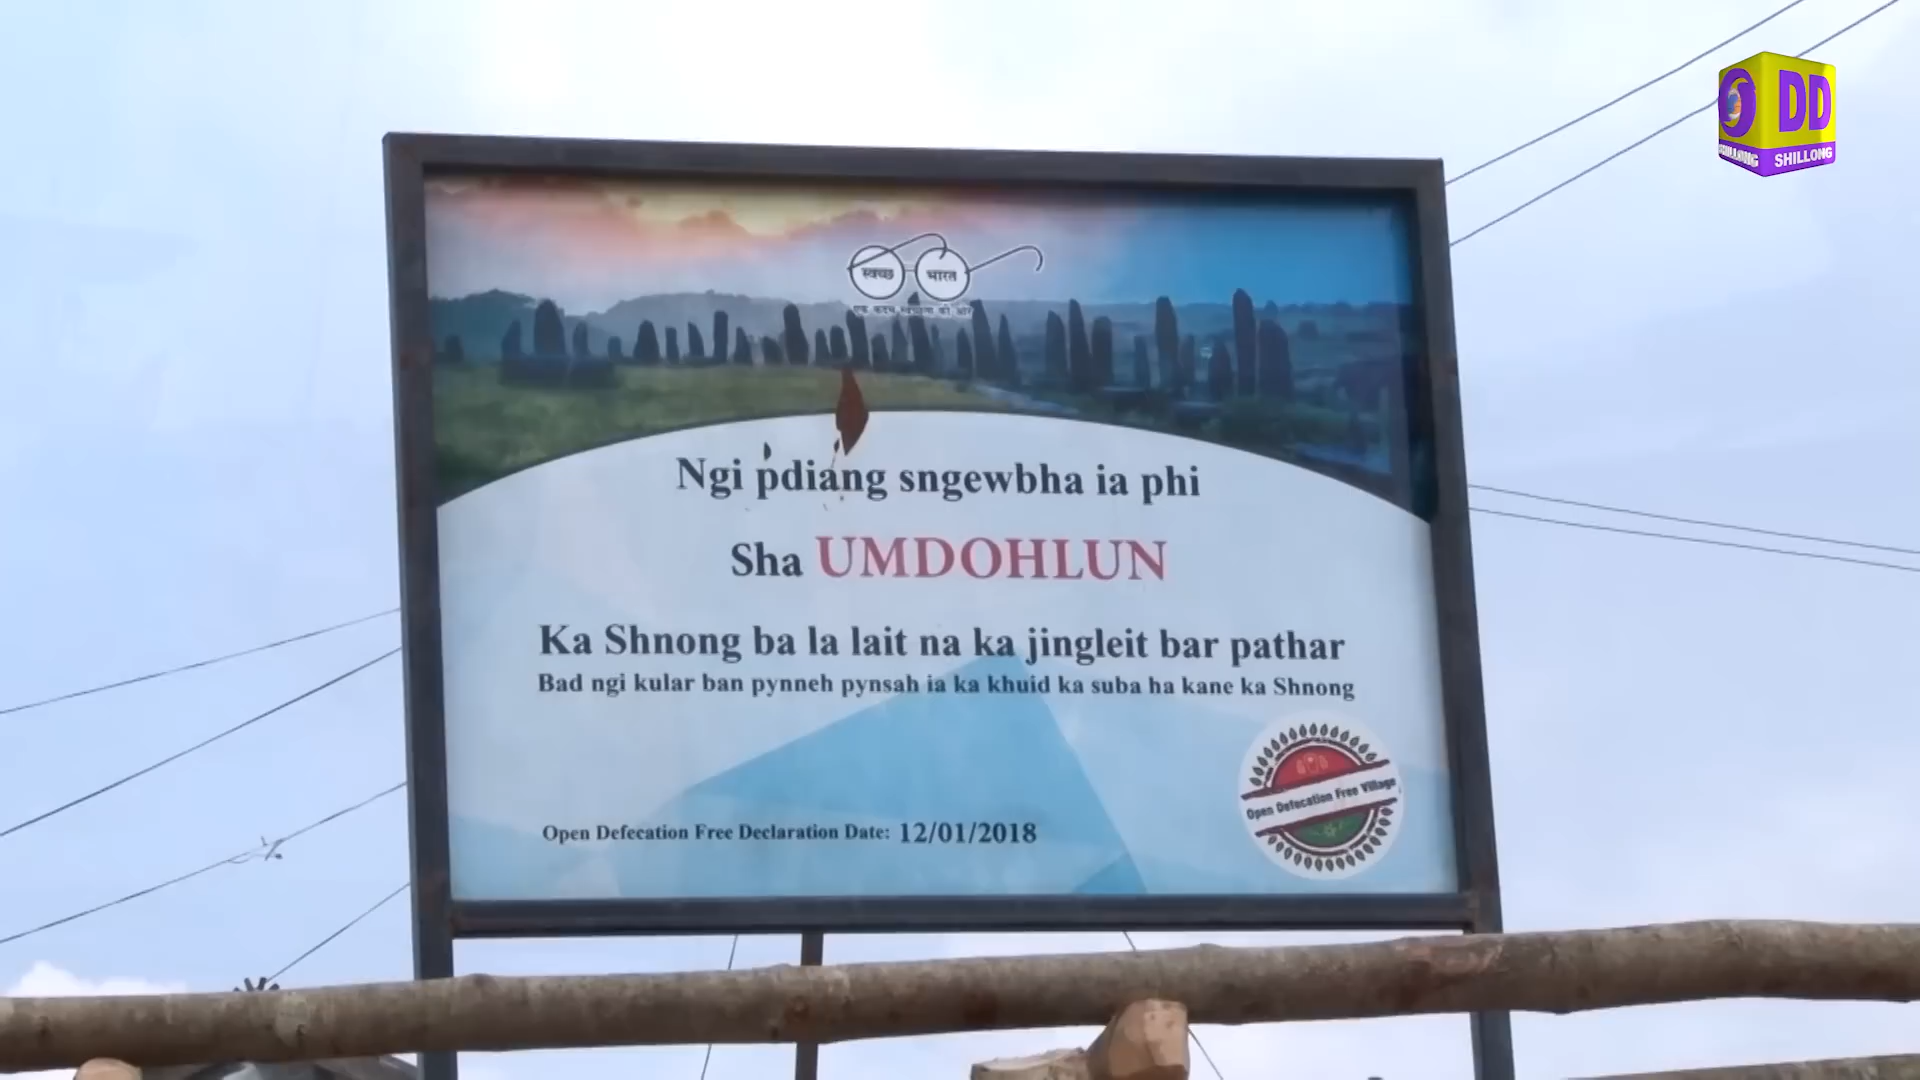 DD
SHILLONG
SHILLONG
स्वच्छ भारत
एक कदम स्वच्छता की ओर
Ngi pdiang sngewbha ia phi
Sha UMDOHLUN
Ka Shnong ba la lait na ka jingleit bar pathar
Bad ngi kular ban pynneh pynsah ia ka khuid ka suba ha kane ka Shnong
Open Defecation Free Village
Open Defecation Free Declaration Date: 12/01/2018